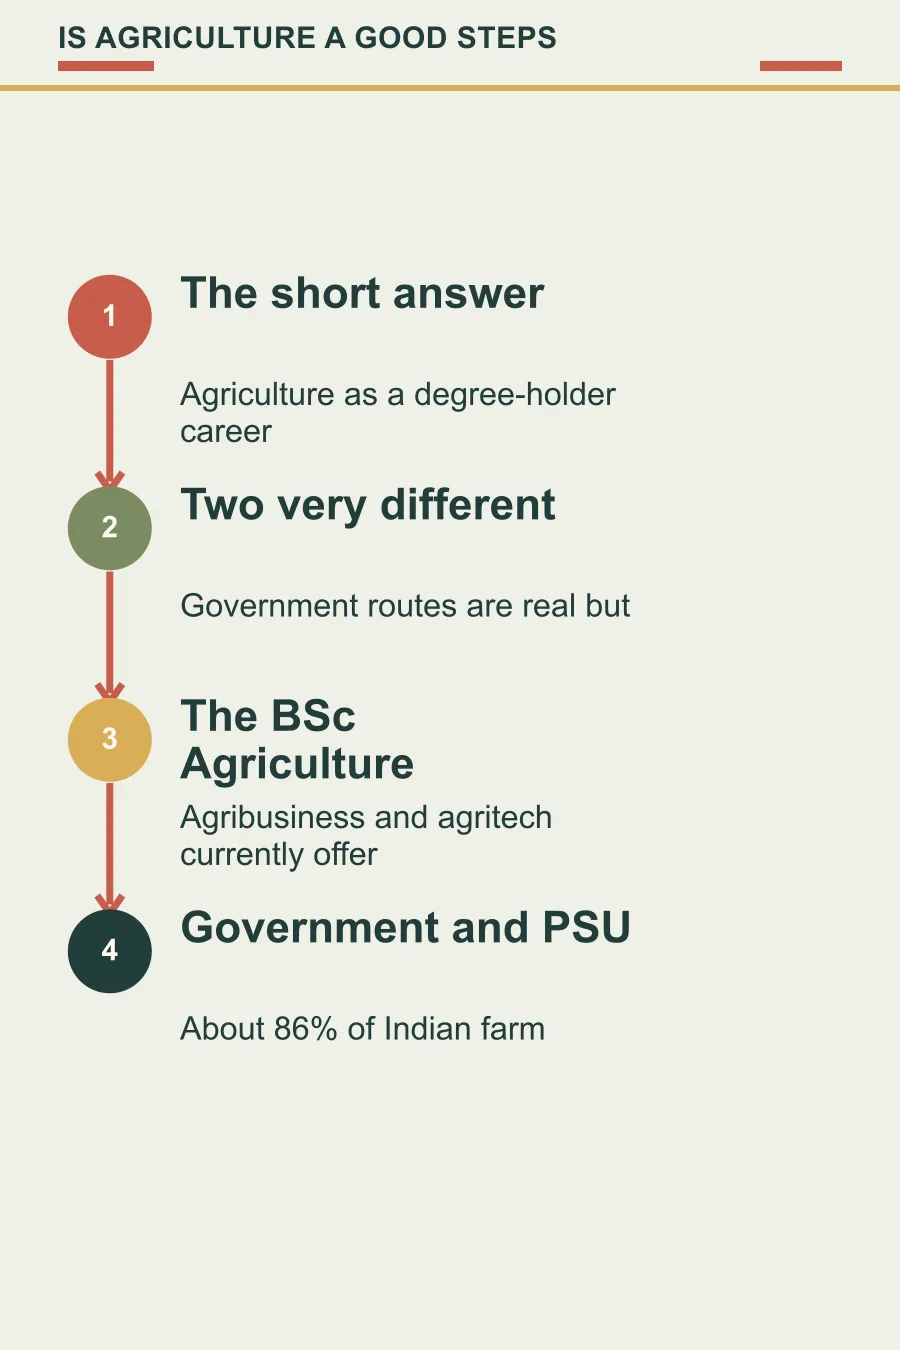 IS AGRICULTURE A GOOD STEPS
1
The short answer
Agriculture as a degree-holder
career
2
Two very different
Government routes are real but
3
The BSc
Agriculture
Agribusiness and agritech
currently offer
4
Government and PSU
About 86% of Indian farm